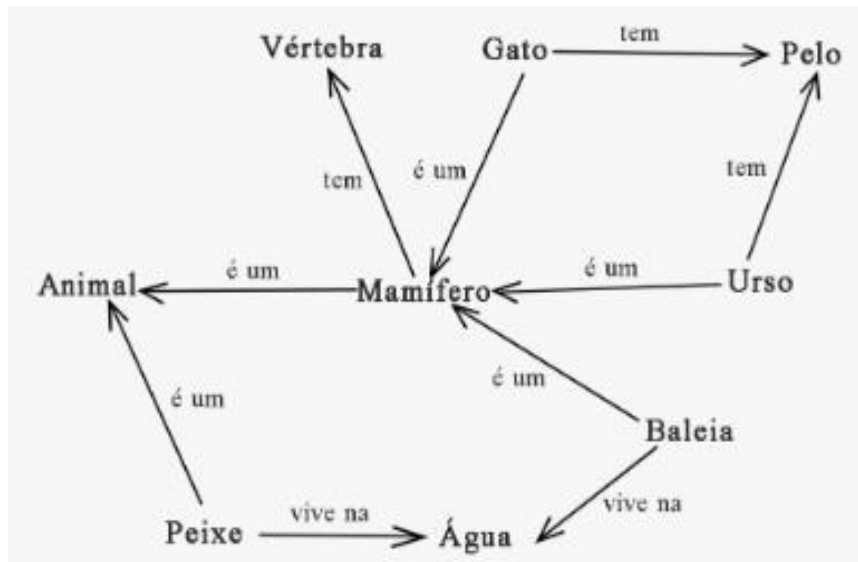 Vértebra
Gato
tem
Pelo
tem
é um
tem
Animal
é um
Mamífero
é um
Urso
é um
é um
Baleia
Peixe
vive na
Água
vive na